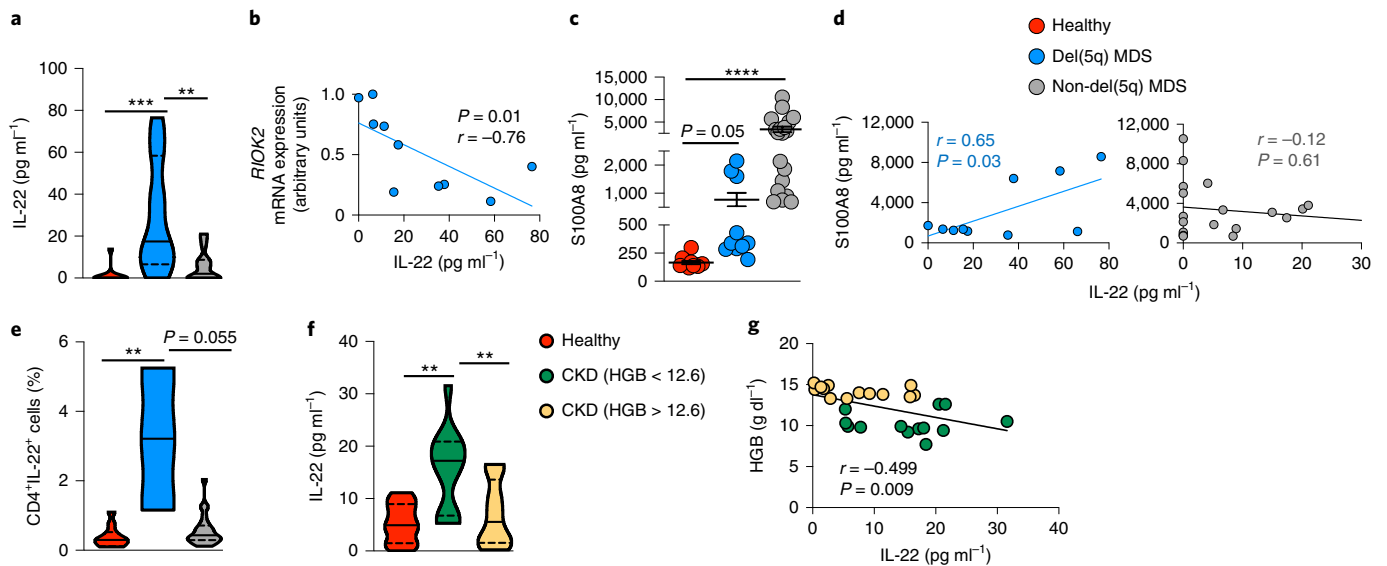 a
IL-22 (pg ml⁻¹)
100
80
60
40
20
0
***
**
b
RIOK2
mRNA expression
(arbitrary units)
1.0
0.5
0
P = 0.01
r = –0.76
0 20 40 60 80
IL-22 (pg ml⁻¹)
c
S100A8 (pg ml⁻¹)
15,000
10,000
5,000
2,000
1,000
500
250
0
****
P = 0.05
d
Healthy
Del(5q) MDS
Non-del(5q) MDS
S100A8 (pg ml⁻¹)
12,000
8,000
4,000
0
r = 0.65
P = 0.03
0 20 40 60 80
12,000
8,000
4,000
0
r = –0.12
P = 0.61
0 10 20 30
IL-22 (pg ml⁻¹)
e
CD4⁺IL-22⁺ cells (%)
6
4
2
0
**
P = 0.055
f
IL-22 (pg ml⁻¹)
40
30
20
10
0
**
**
Healthy
CKD (HGB < 12.6)
CKD (HGB > 12.6)
g
HGB (g dl⁻¹)
20
15
10
5
0
r = –0.499
P = 0.009
0 10 20 30 40
IL-22 (pg ml⁻¹)